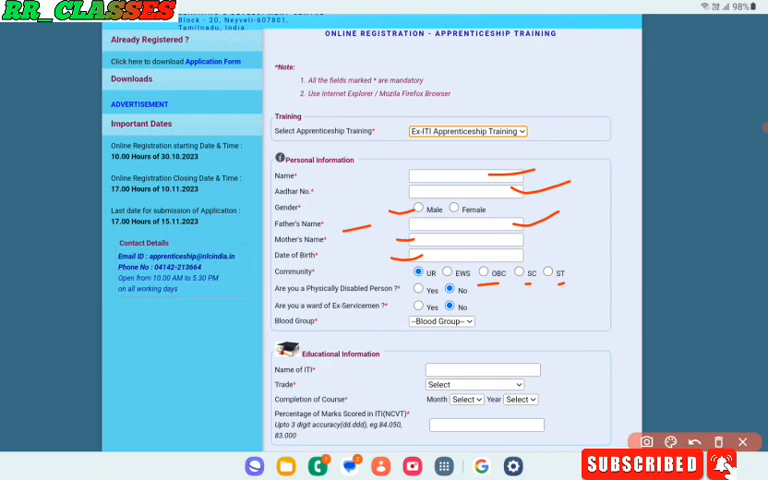 RR_CLASSES
98%
Block - 20, Neyveli-607801,
Tamilnadu, India.
Already Registered ?
Click here to download Application Form
Downloads
ADVERTISEMENT
Important Dates
Online Registration starting Date & Time :
10.00 Hours of 30.10.2023
Online Registration Closing Date & Time :
17.00 Hours of 10.11.2023
Last date for submission of Application :
17.00 Hours of 15.11.2023
Contact Details
Email ID : apprenticeship@nlcindia.in
Phone No : 04142-213664
Open from 10.00 AM to 5.30 PM
on all working days
ONLINE REGISTRATION - APPRENTICESHIP TRAINING
*Note:
1. All the fields marked * are mandatory
2. Use Internet Explorer / Mozila Firefox Browser
Training
Select Apprenticeship Training* Ex-ITI Apprenticeship Training
Personal Information
Name*
Aadhar No.*
Gender* Male Female
Father's Name*
Mother's Name*
Date of Birth*
Community* UR EWS OBC SC ST
Are you a Physically Disabled Person ?* Yes No
Are you a ward of Ex-Servicemen ?* Yes No
Blood Group* --Blood Group--
Educational Information
Name of ITI*
Trade* Select
Completion of Course* Month Select Year Select
Percentage of Marks Scored in ITI(NCVT)*
Upto 3 digit accuracy(dd.ddd), eg.84.050,
83.000
SUBSCRIBED